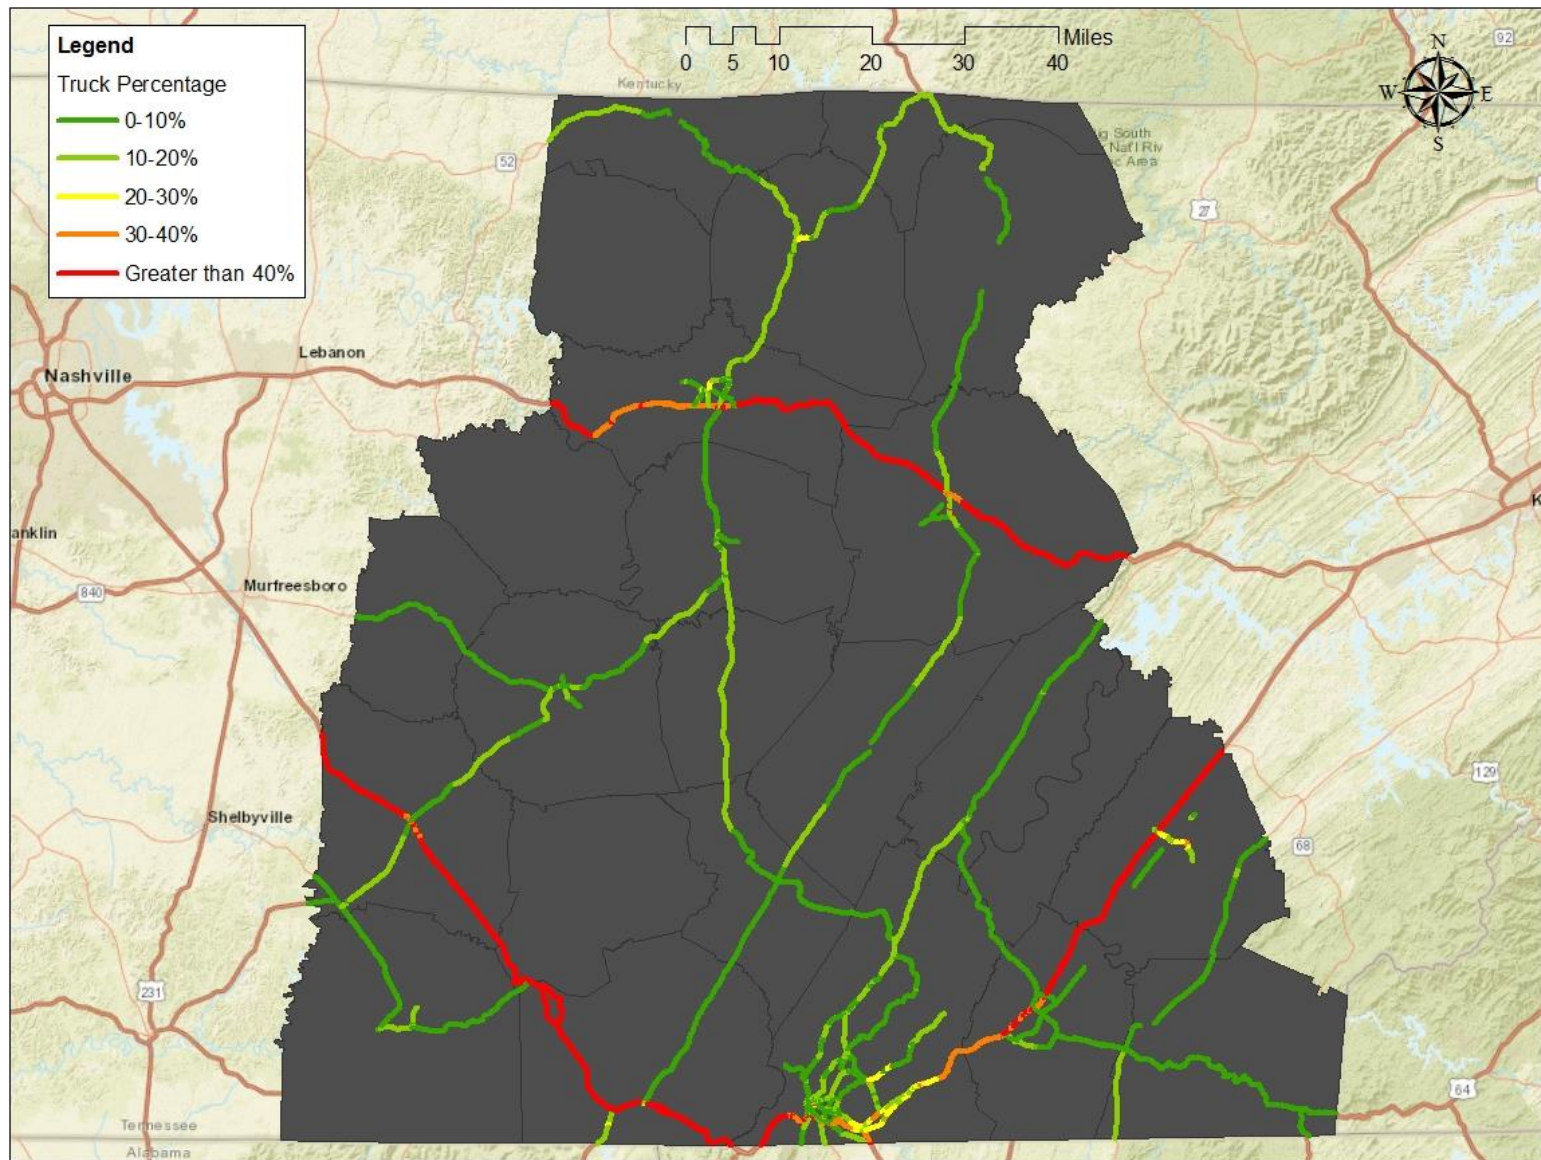 Legend
Truck Percentage
0-10%
10-20%
20-30%
30-40%
Greater than 40%
Miles
0 5 10 20 30 40
N
W E
S
92
Kentucky
52
27
Lebanon
Nashville
anklin
840
Murfreesboro
129
Shelbyville
68
231
64
Tennessee
Alabama